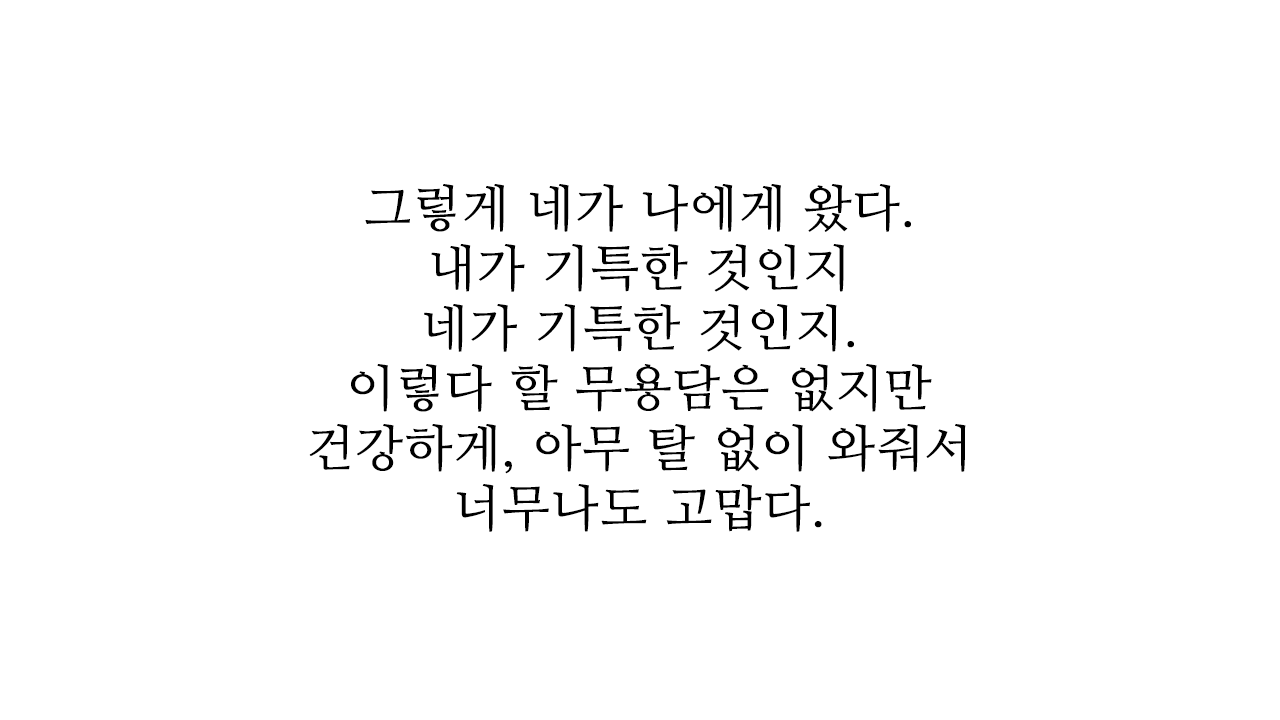 그렇게 네가 나에게 왔다.
내가 기특한 것인지
네가 기특한 것인지.
이렇다 할 무용담은 없지만
건강하게, 아무 탈 없이 와줘서
너무나도 고맙다.